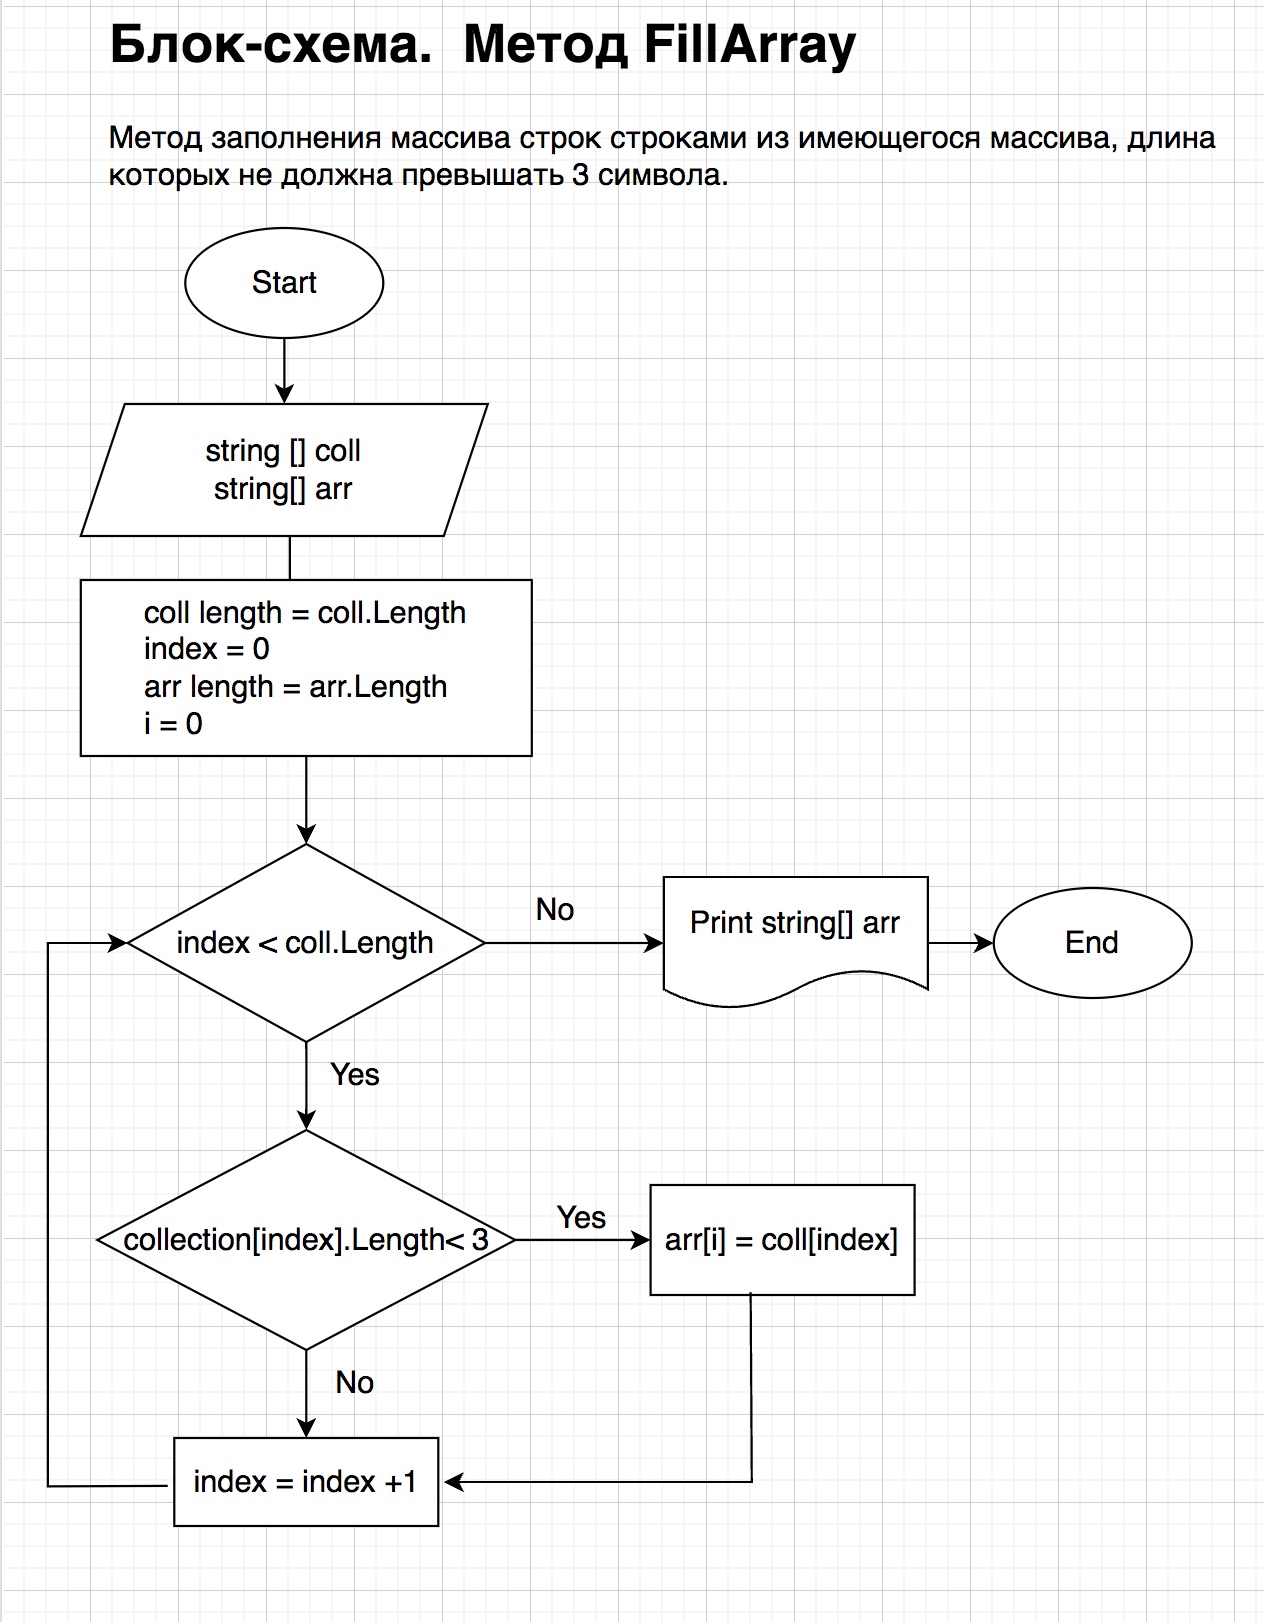 Блок-схема.  Метод FillArray
Метод заполнения массива строк строками из имеющегося массива, длина
которых не должна превышать 3 символа.
Start
string [] coll
string[] arr
coll length = coll.Length
index = 0
arr length = arr.Length
i = 0
index < coll.Length
No
Print string[] arr
End
Yes
collection[index].Length< 3
Yes
arr[i] = coll[index]
No
index = index +1